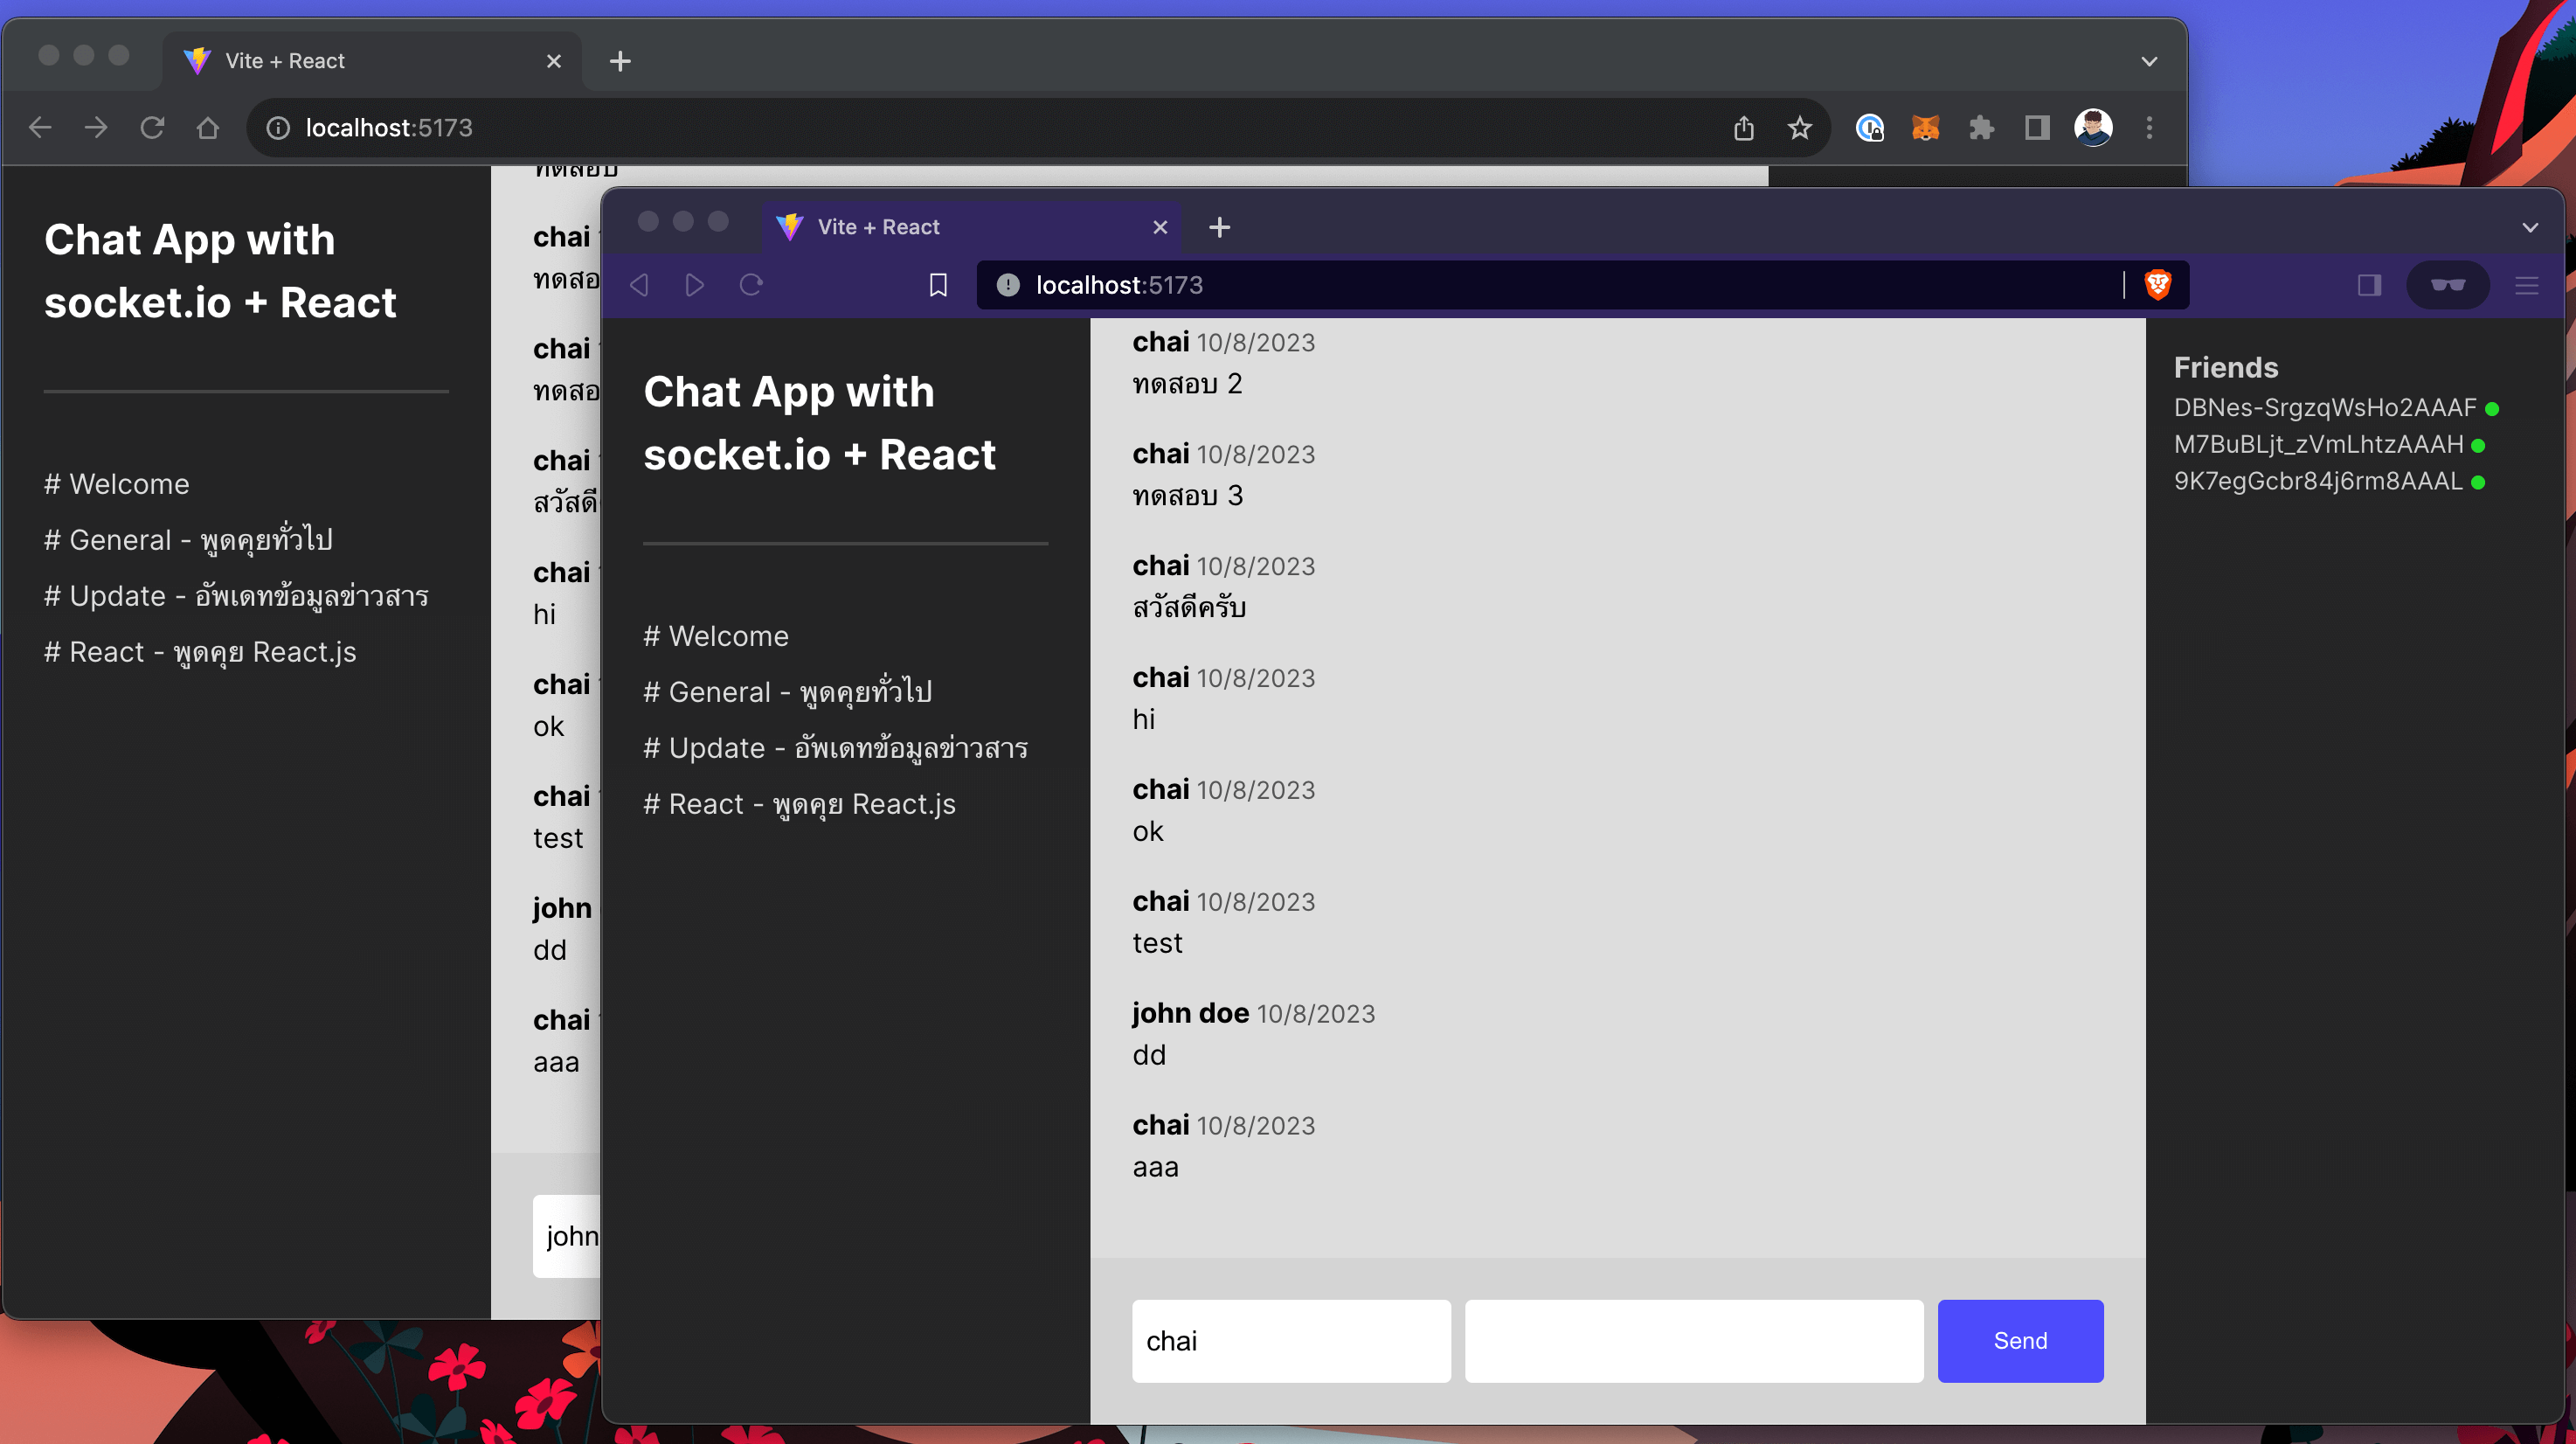 Vite + React
localhost:5173
Chat App with
socket.io + React
# Welcome
# General - พูดคุยทั่วไป
# Update - อัพเดทข้อมูลข่าวสาร
# React - พูดคุย React.js
ทดสอบ
chai
ทดสอ
chai
ทดสอ
chai
สวัสดี
chai
hi
chai
ok
chai
test
john
dd
chai
aaa
john
Vite + React
localhost:5173
Chat App with
socket.io + React
# Welcome
# General - พูดคุยทั่วไป
# Update - อัพเดทข้อมูลข่าวสาร
# React - พูดคุย React.js
chai 10/8/2023
ทดสอบ 2
chai 10/8/2023
ทดสอบ 3
chai 10/8/2023
สวัสดีครับ
chai 10/8/2023
hi
chai 10/8/2023
ok
chai 10/8/2023
test
john doe 10/8/2023
dd
chai 10/8/2023
aaa
chai
Send
Friends
DBNes-SrgzqWsHo2AAAF
M7BuBLjt_zVmLhtzAAAH
9K7egGcbr84j6rm8AAAL